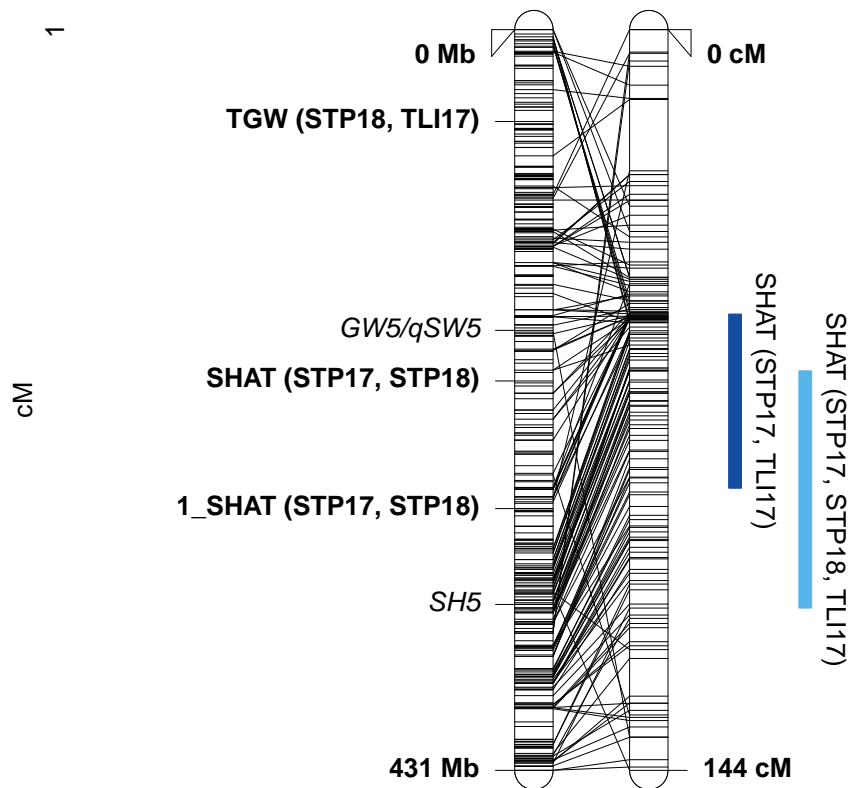 1
0 Mb
0 cM
TGW (STP18, TLI17)
GW5/qSW5
SHAT (STP17, STP18)
cM
1_SHAT (STP17, STP18)
SH5
431 Mb
144 cM
SHAT (STP17, TLI17)
SHAT (STP17, STP18, TLI17)